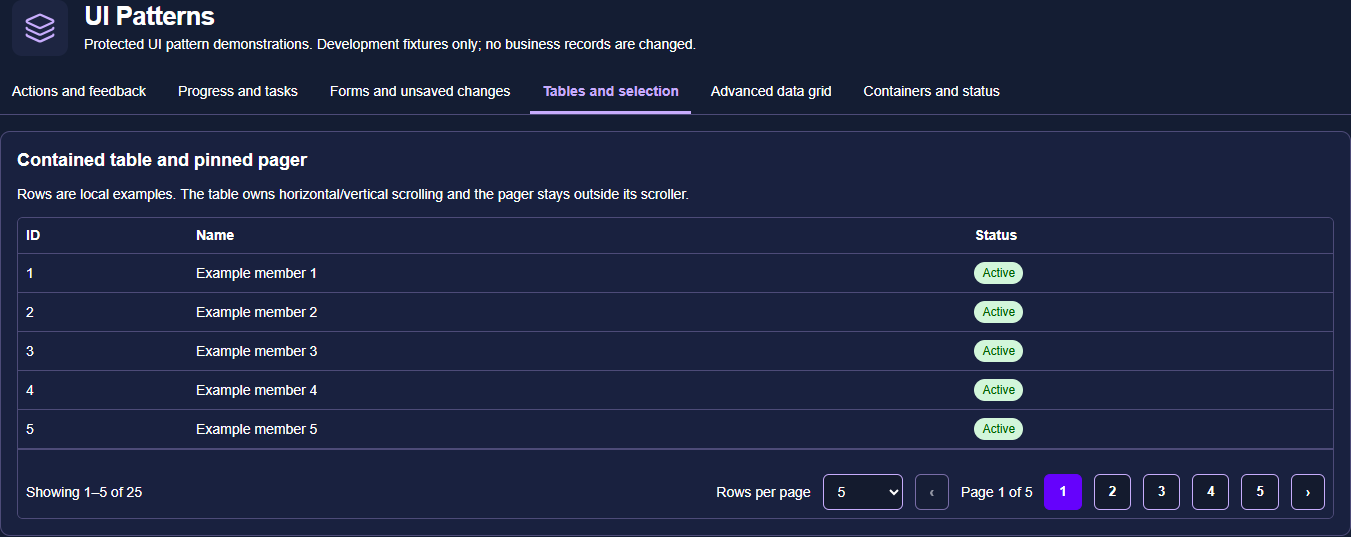 UI Patterns
Protected UI pattern demonstrations. Development fixtures only; no business records are changed.
Actions and feedback Progress and tasks Forms and unsaved changes Tables and selection Advanced data grid Containers and status
Contained table and pinned pager
Rows are local examples. The table owns horizontal/vertical scrolling and the pager stays outside its scroller.
ID Name Status
1 Example member 1 Active
2 Example member 2 Active
3 Example member 3 Active
4 Example member 4 Active
5 Example member 5 Active
Showing 1–5 of 25 Rows per page 5 ‹ Page 1 of 5 1 2 3 4 5 ›